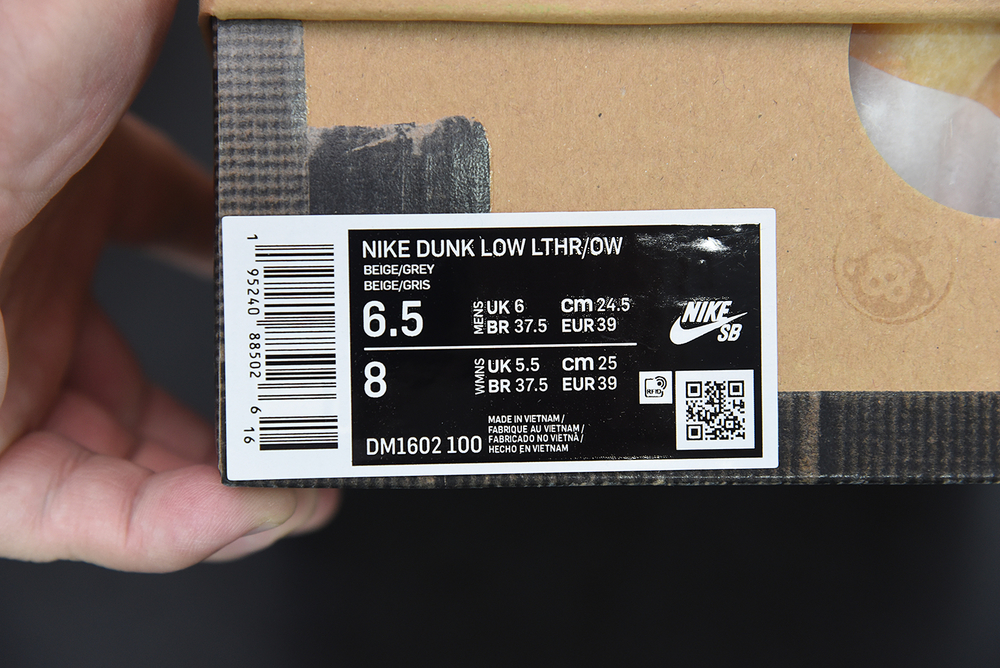 NIKE DUNK LOW LTHR/OW
BEIGE/GREY
BEIGE/GRIS
6.5 MENS UK 6 cm 24.5
BR 37.5 EUR 39
8 WMNS UK 5.5 cm 25
BR 37.5 EUR 39
DM1602 100
MADE IN VIETNAM /
FABRIQUE AU VIETNAM /
FABRICADO NO VIETNÃ /
HECHO EN VIETNAM
NIKE
SB
RFID
1 95240 88502 6 16